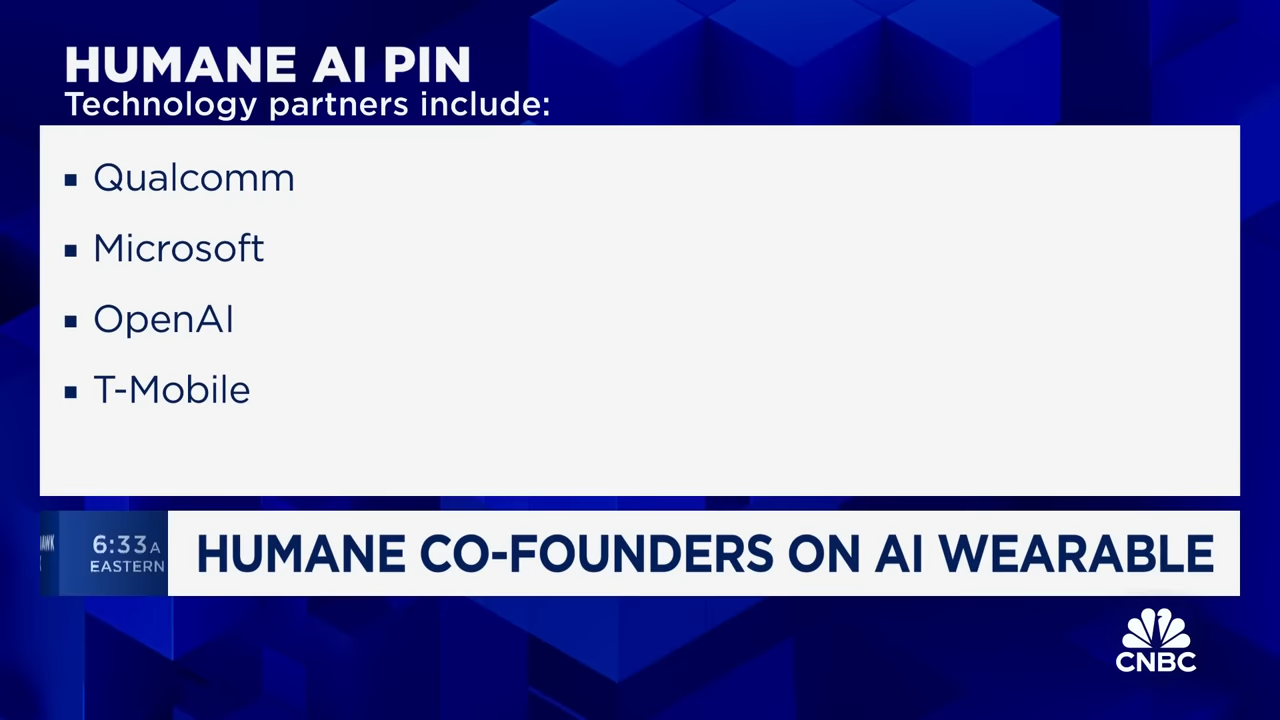 HUMANE AI PIN
Technology partners include:
▪ Qualcomm
▪ Microsoft
▪ OpenAI
▪ T-Mobile
6:33A
EASTERN
HUMANE CO-FOUNDERS ON AI WEARABLE
CNBC